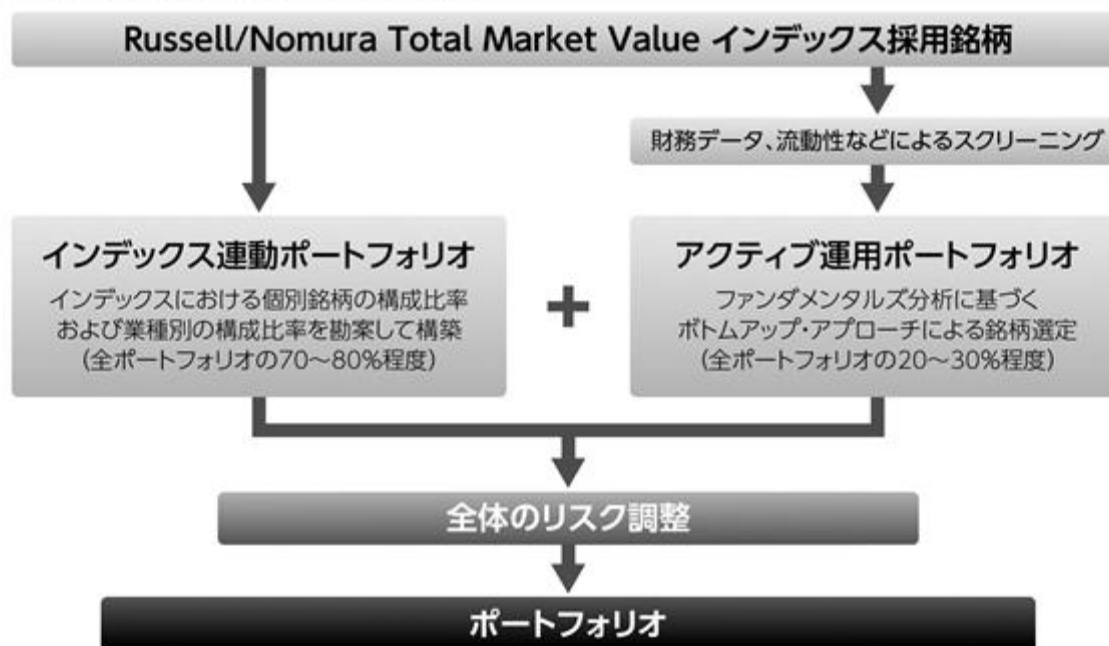 Russell/Nomura Total Market Value インデックス採用銘柄
財務データ、流動性などによるスクリーニング
インデックス連動ポートフォリオ
インデックスにおける個別銘柄の構成比率
および業種別の構成比率を勘案して構築
(全ポートフォリオの70～80%程度)
+
アクティブ運用ポートフォリオ
ファンダメンタルズ分析に基づく
ボトムアップ・アプローチによる銘柄選定
(全ポートフォリオの20～30%程度)
全体のリスク調整
ポートフォリオ